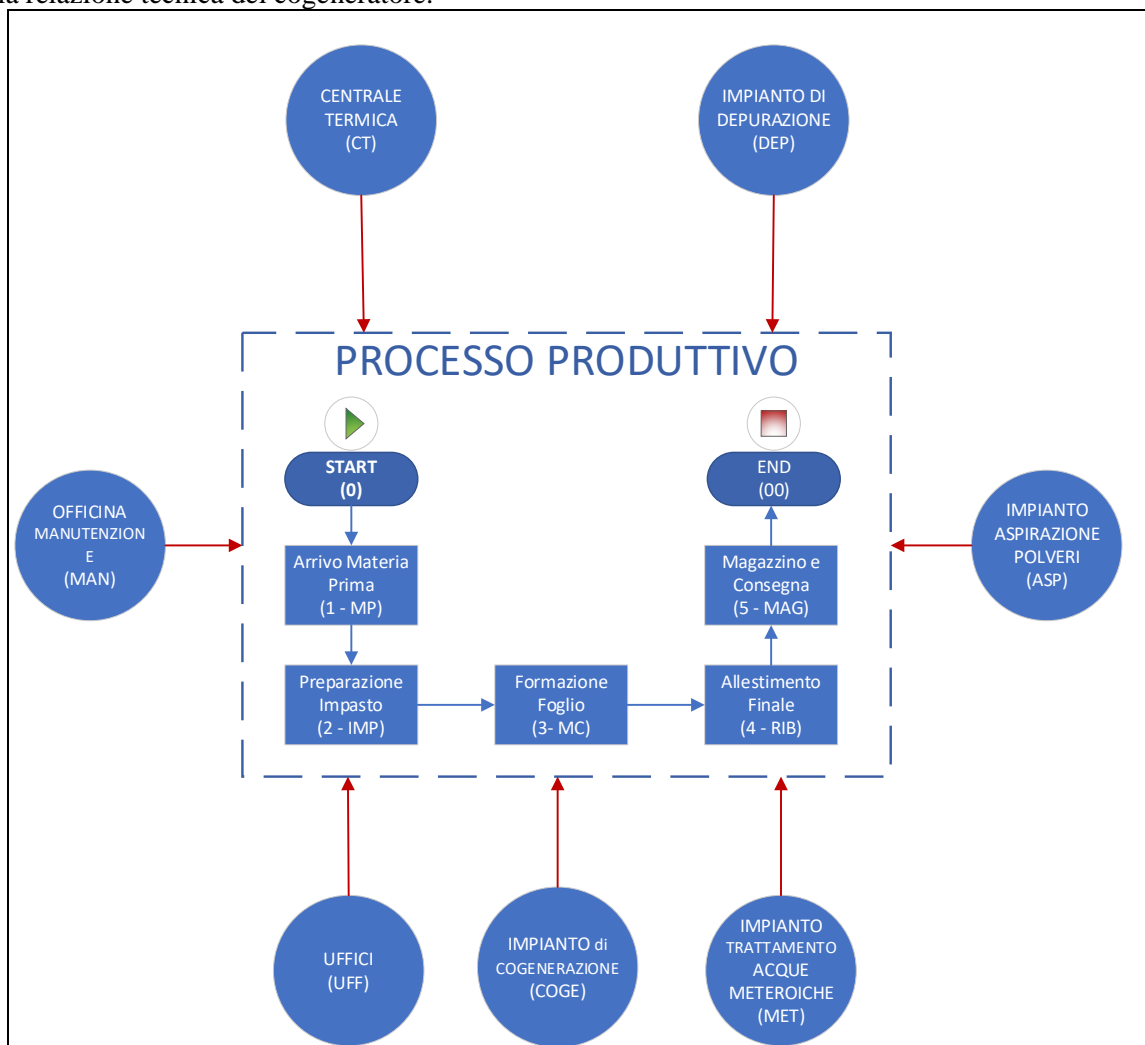 la relazione tecnica del cogeneratore.
CENTRALE
TERMICA
(CT)
IMPIANTO DI
DEPURAZIONE
(DEP)
PROCESSO PRODUTTIVO
START
(0)
END
(00)
OFFICINA
MANUTENZION
E
(MAN)
Arrivo Materia
Prima
(1 - MP)
Magazzino e
Consegna
(5 - MAG)
IMPIANTO
ASPIRAZIONE
POLVERI
(ASP)
Preparazione
Impasto
(2 - IMP)
Formazione
Foglio
(3- MC)
Allestimento
Finale
(4 - RIB)
UFFICI
(UFF)
IMPIANTO di
COGENERAZIONE
(COGE)
IMPIANTO
TRATTAMENTO
ACQUE
METEROICHE
(MET)